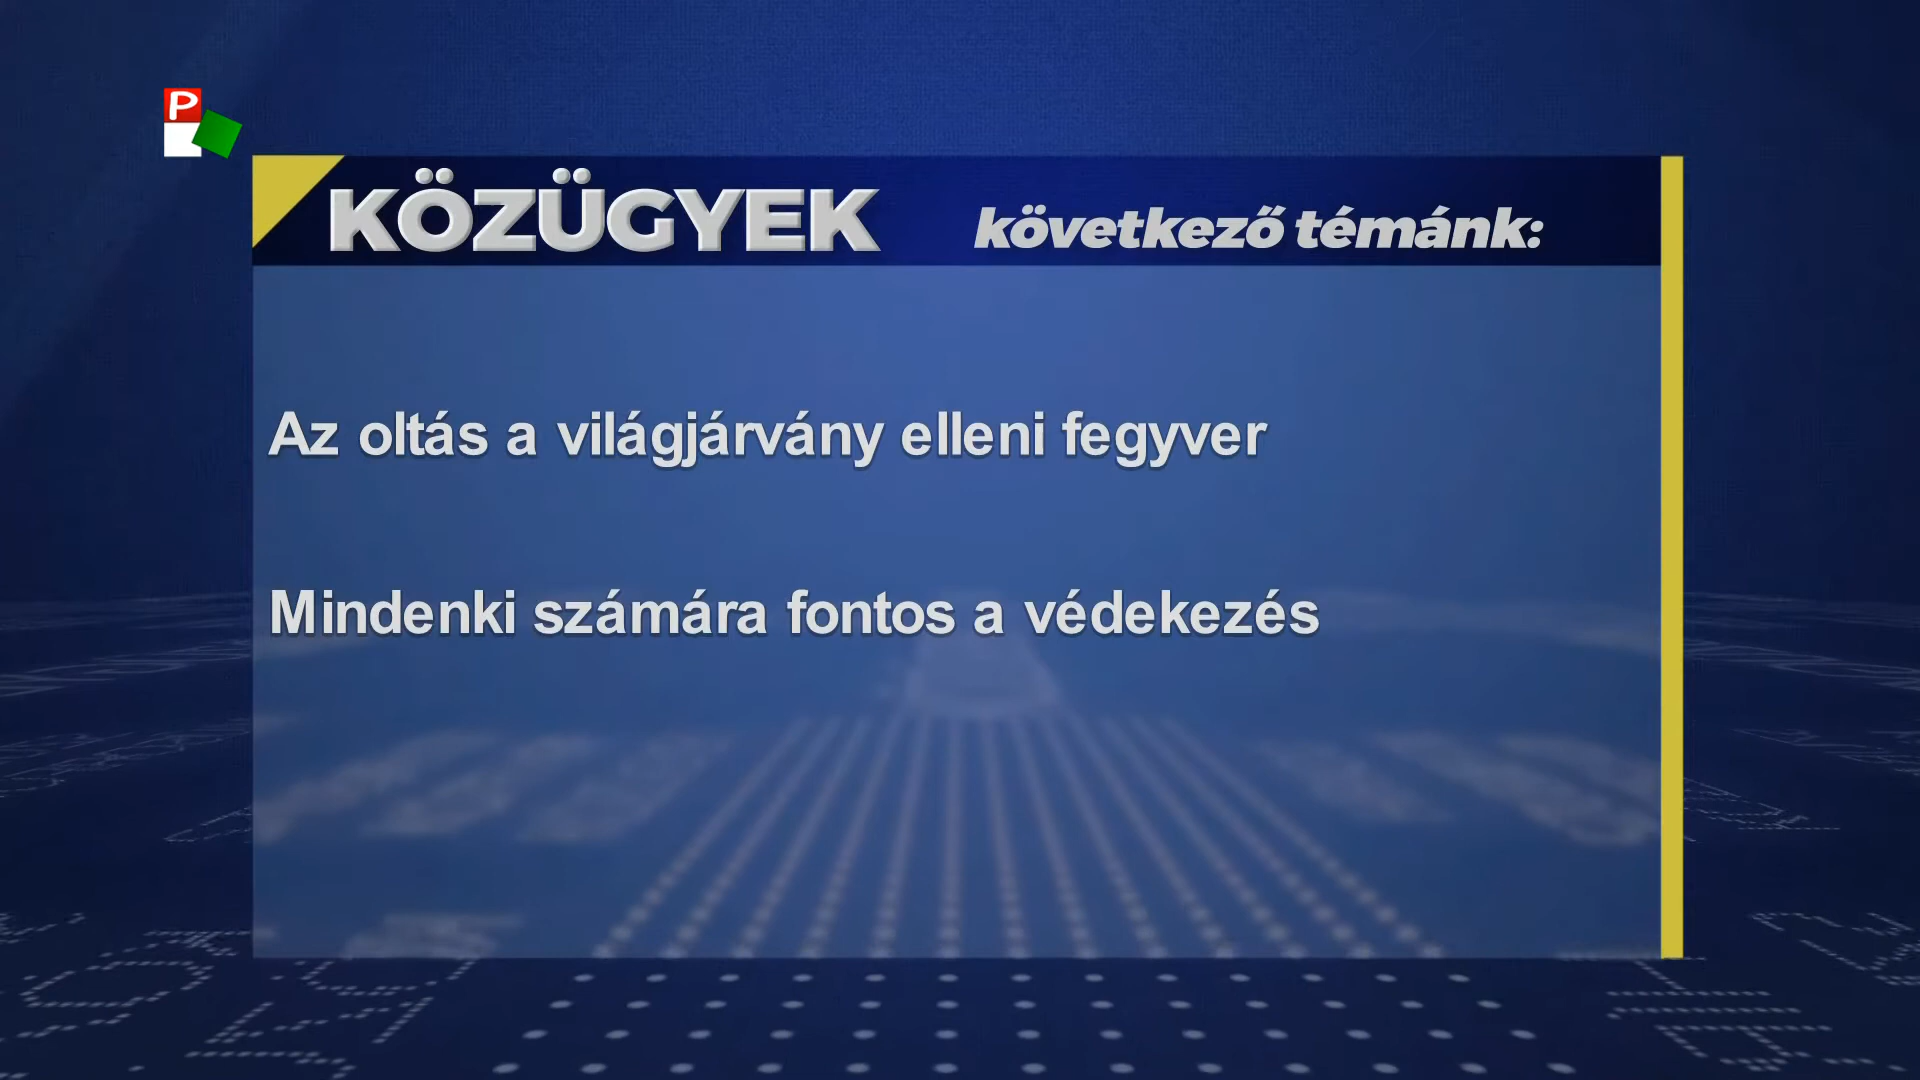 P
KÖZÜGYEK következő témánk:
Az oltás a világjárvány elleni fegyver
Mindenki számára fontos a védekezés